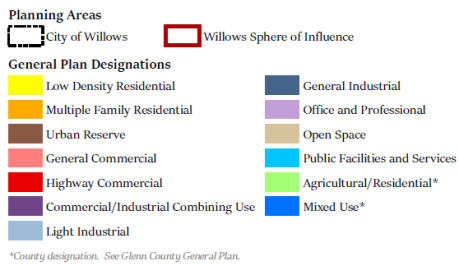 Planning Areas
City of Willows
Willows Sphere of Influence
General Plan Designations
Low Density Residential
Multiple Family Residential
Urban Reserve
General Commercial
Highway Commercial
Commercial/Industrial Combining Use
Light Industrial
General Industrial
Office and Professional
Open Space
Public Facilities and Services
Agricultural/Residential*
Mixed Use*
*County designation. See Glenn County General Plan.